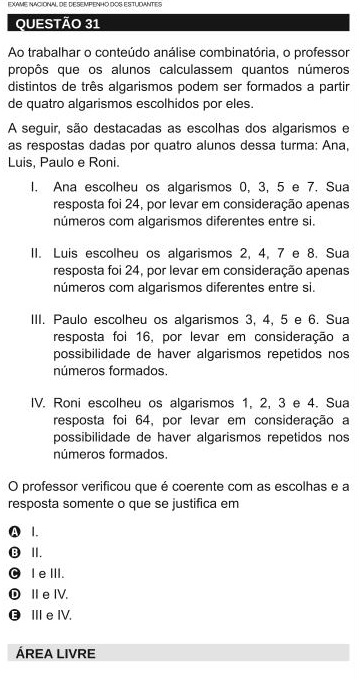 EXAME NACIONAL DE DESEMPENHO DOS ESTUDANTES
QUESTÃO 31
Ao trabalhar o conteúdo análise combinatória, o professor
propôs que os alunos calculassem quantos números
distintos de três algarismos podem ser formados a partir
de quatro algarismos escolhidos por eles.
A seguir, são destacadas as escolhas dos algarismos e
as respostas dadas por quatro alunos dessa turma: Ana,
Luis, Paulo e Roni.
I. Ana escolheu os algarismos 0, 3, 5 e 7. Sua
resposta foi 24, por levar em consideração apenas
números com algarismos diferentes entre si.
II. Luis escolheu os algarismos 2, 4, 7 e 8. Sua
resposta foi 24, por levar em consideração apenas
números com algarismos diferentes entre si.
III. Paulo escolheu os algarismos 3, 4, 5 e 6. Sua
resposta foi 16, por levar em consideração a
possibilidade de haver algarismos repetidos nos
números formados.
IV. Roni escolheu os algarismos 1, 2, 3 e 4. Sua
resposta foi 64, por levar em consideração a
possibilidade de haver algarismos repetidos nos
números formados.
O professor verificou que é coerente com as escolhas e a
resposta somente o que se justifica em
A I.
B II.
C I e III.
D II e IV.
E III e IV.
ÁREA LIVRE